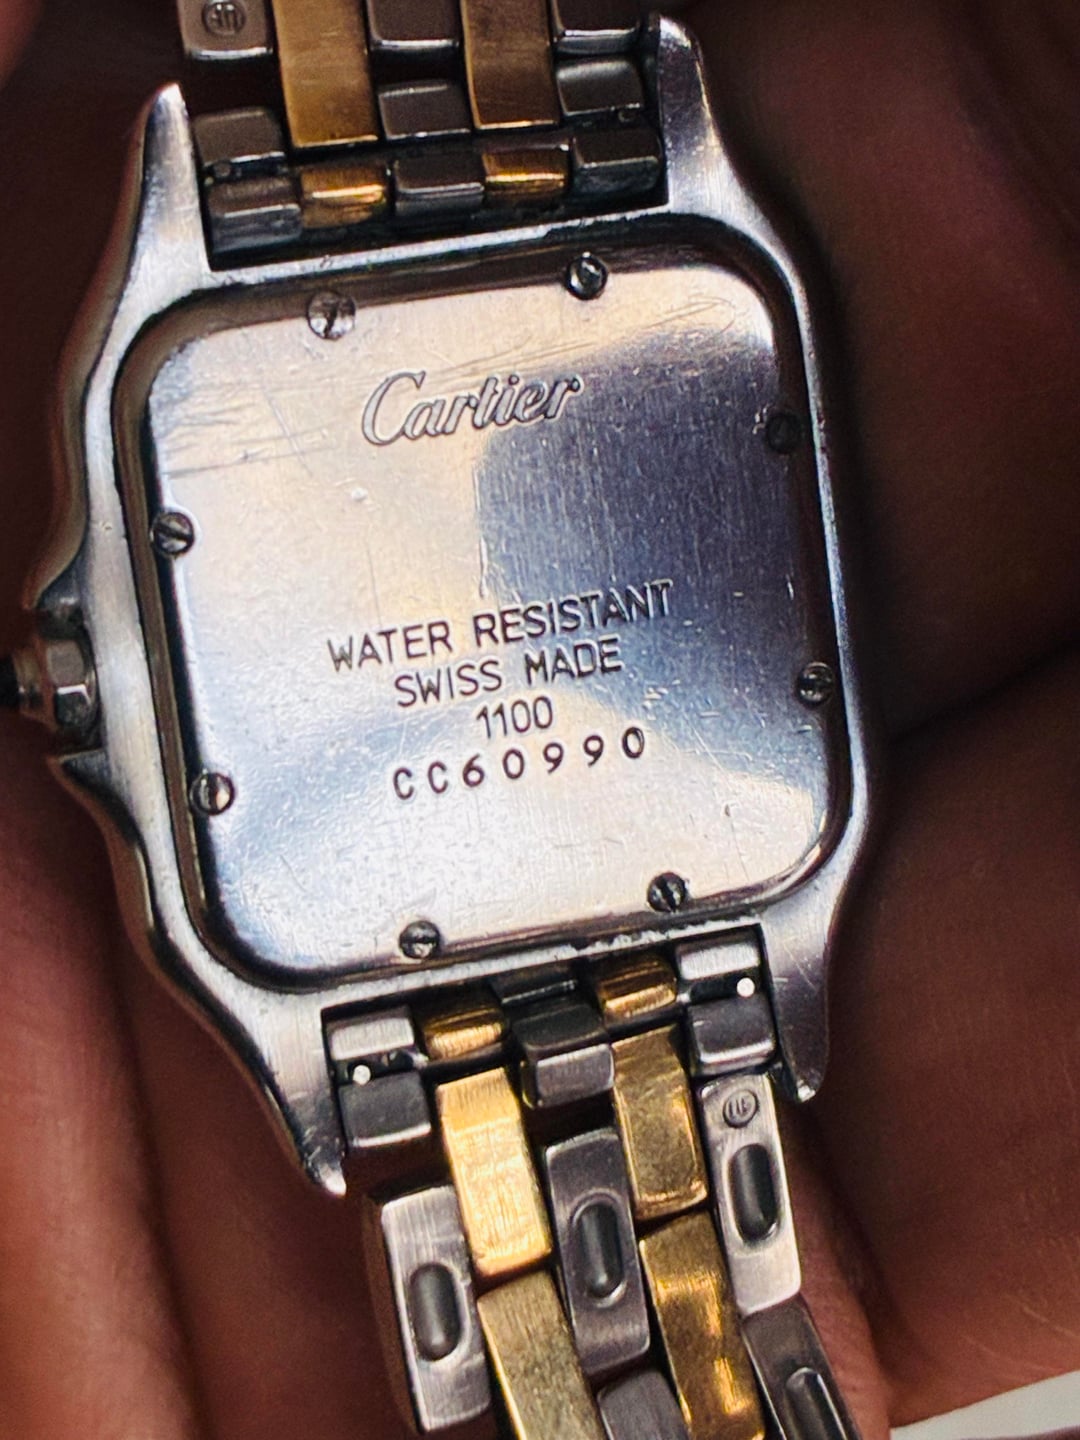 Cartier
WATER RESISTANT
SWISS MADE
1100
CC60990